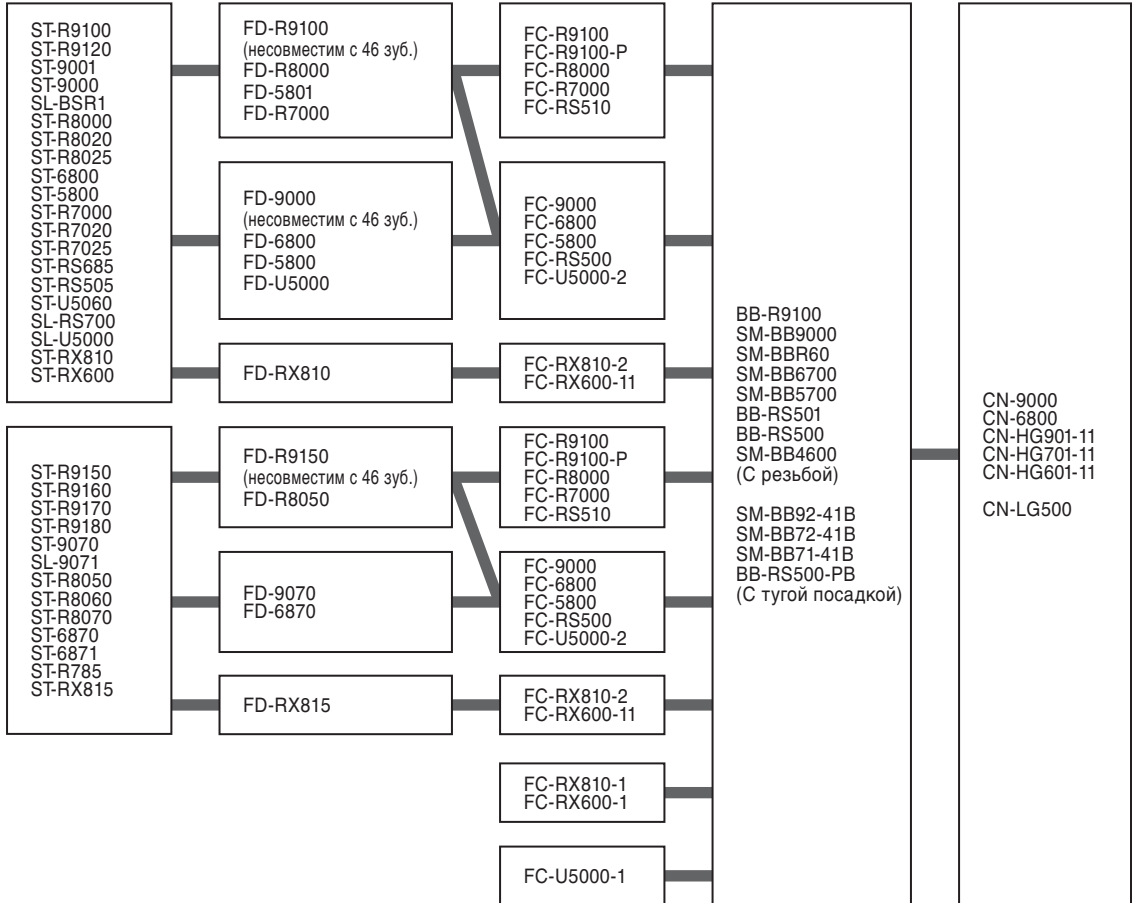 ST-R9100
ST-R9120
ST-9001
ST-9000
SL-BSR1
ST-R8000
ST-R8020
ST-R8025
ST-6800
ST-5800
ST-R7000
ST-R7020
ST-R7025
ST-RS685
ST-RS505
ST-U5060
SL-RS700
SL-U5000
ST-RX810
ST-RX600
FD-R9100
(несовместим с 46 зуб.)
FD-R8000
FD-5801
FD-R7000
FD-9000
(несовместим с 46 зуб.)
FD-6800
FD-5800
FD-U5000
FD-RX810
FC-R9100
FC-R9100-P
FC-R8000
FC-R7000
FC-RS510
FC-9000
FC-6800
FC-5800
FC-RS500
FC-U5000-2
FC-RX810-2
FC-RX600-11
ST-R9150
ST-R9160
ST-R9170
ST-R9180
ST-9070
SL-9071
ST-R8050
ST-R8060
ST-R8070
ST-6870
ST-6871
ST-R785
ST-RX815
FD-R9150
(несовместим с 46 зуб.)
FD-R8050
FD-9070
FD-6870
FD-RX815
FC-R9100
FC-R9100-P
FC-R8000
FC-R7000
FC-RS510
FC-9000
FC-6800
FC-5800
FC-RS500
FC-U5000-2
FC-RX810-2
FC-RX600-11
FC-RX810-1
FC-RX600-1
FC-U5000-1
BB-R9100
SM-BB9000
SM-BBR60
SM-BB6700
SM-BB5700
BB-RS501
BB-RS500
SM-BB4600
(С резьбой)
SM-BB92-41B
SM-BB72-41B
SM-BB71-41B
BB-RS500-PB
(С тугой посадкой)
CN-9000
CN-6800
CN-HG901-11
CN-HG701-11
CN-HG601-11
CN-LG500